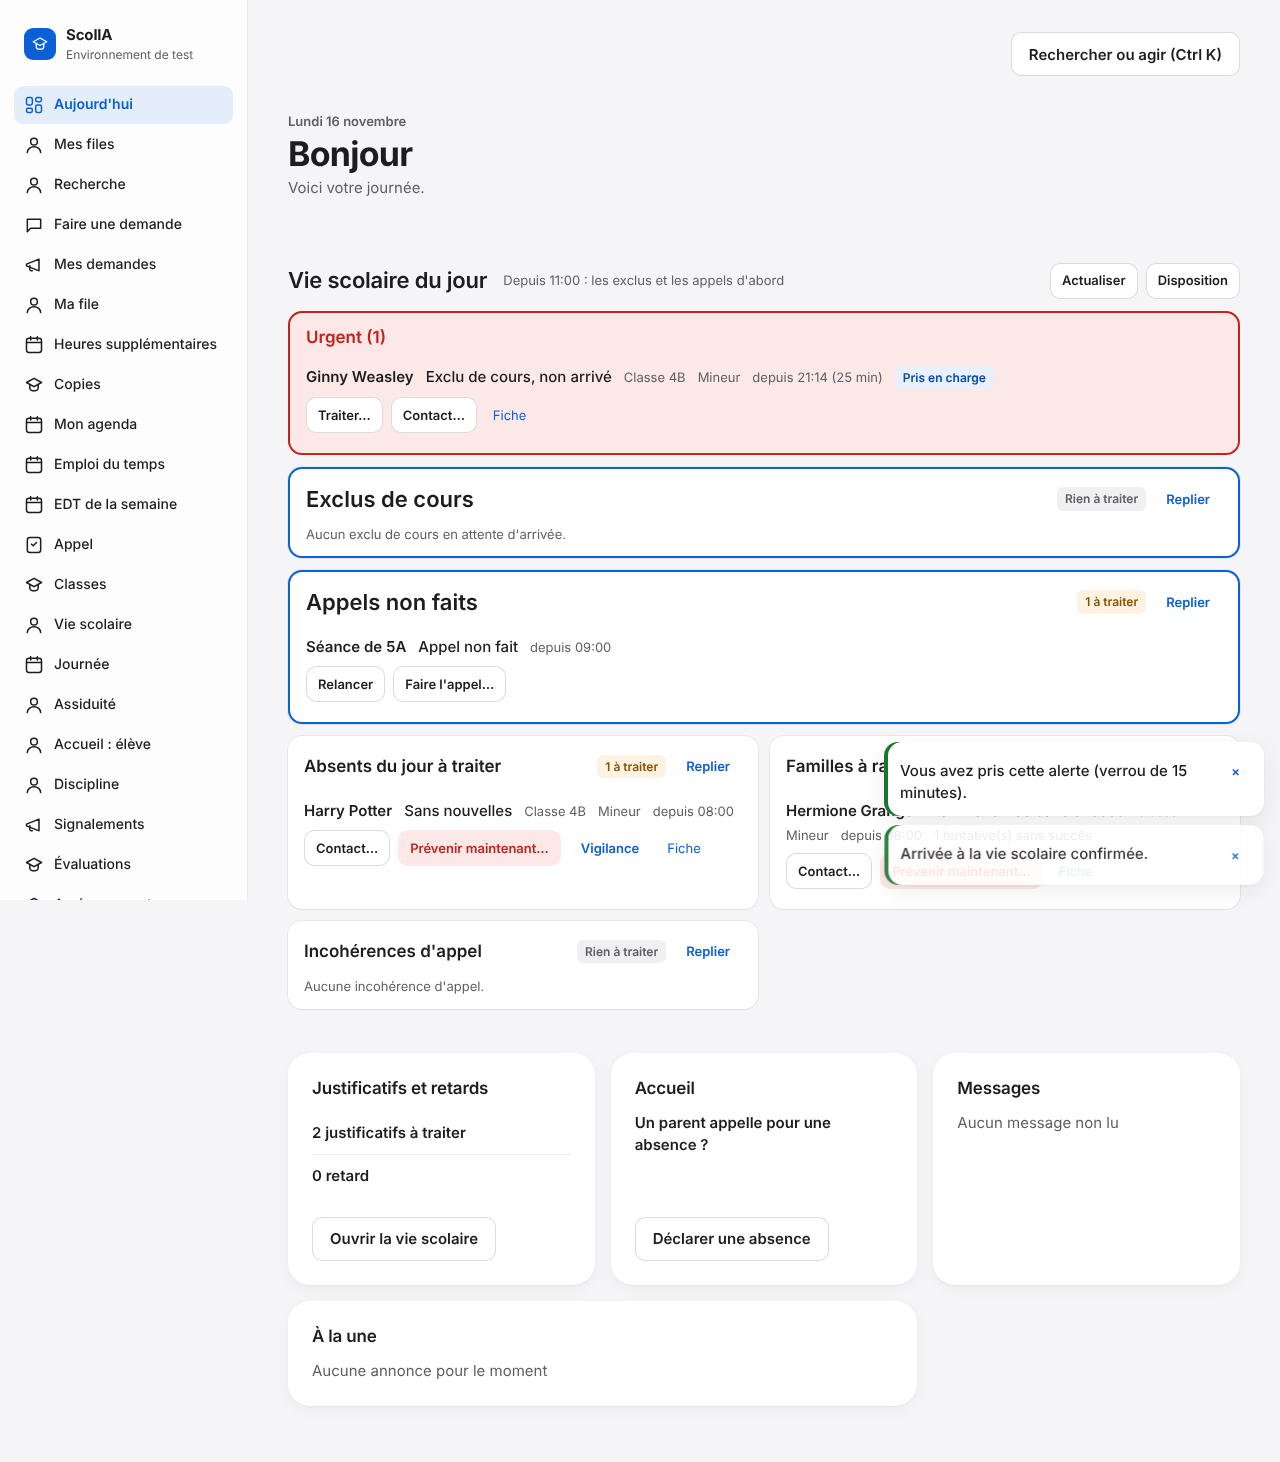 ScolIA
Environnement de test
Aujourd'hui
Mes files
Recherche
Faire une demande
Mes demandes
Ma file
Heures supplémentaires
Copies
Mon agenda
Emploi du temps
EDT de la semaine
Appel
Classes
Vie scolaire
Journée
Assiduité
Accueil : élève
Discipline
Signalements
Évaluations
Rechercher ou agir (Ctrl K)
Lundi 16 novembre
Bonjour
Voici votre journée.
Vie scolaire du jour Depuis 11:00 : les exclus et les appels d'abord Actualiser Disposition
Urgent (1)
Ginny Weasley Exclu de cours, non arrivé Classe 4B Mineur depuis 21:14 (25 min) Pris en charge
Traiter... Contact... Fiche
Exclus de cours Rien à traiter Replier
Aucun exclu de cours en attente d'arrivée.
Appels non faits 1 à traiter Replier
Séance de 5A Appel non fait depuis 09:00
Relancer Faire l'appel...
Absents du jour à traiter 1 à traiter Replier
Harry Potter Sans nouvelles Classe 4B Mineur depuis 08:00
Contact... Prévenir maintenant... Vigilance Fiche
Familles à
Hermione
Mineur depuis 8:00 1 tentative(s) sans succès
Contact... Prévenir maintenant... Fiche
Vous avez pris cette alerte (verrou de 15
minutes). ×
Arrivée à la vie scolaire confirmée. ×
Incohérences d'appel Rien à traiter Replier
Aucune incohérence d'appel.
Justificatifs et retards
2 justificatifs à traiter
0 retard
Ouvrir la vie scolaire
Accueil
Un parent appelle pour une
absence ?
Déclarer une absence
Messages
Aucun message non lu
À la une
Aucune annonce pour le moment